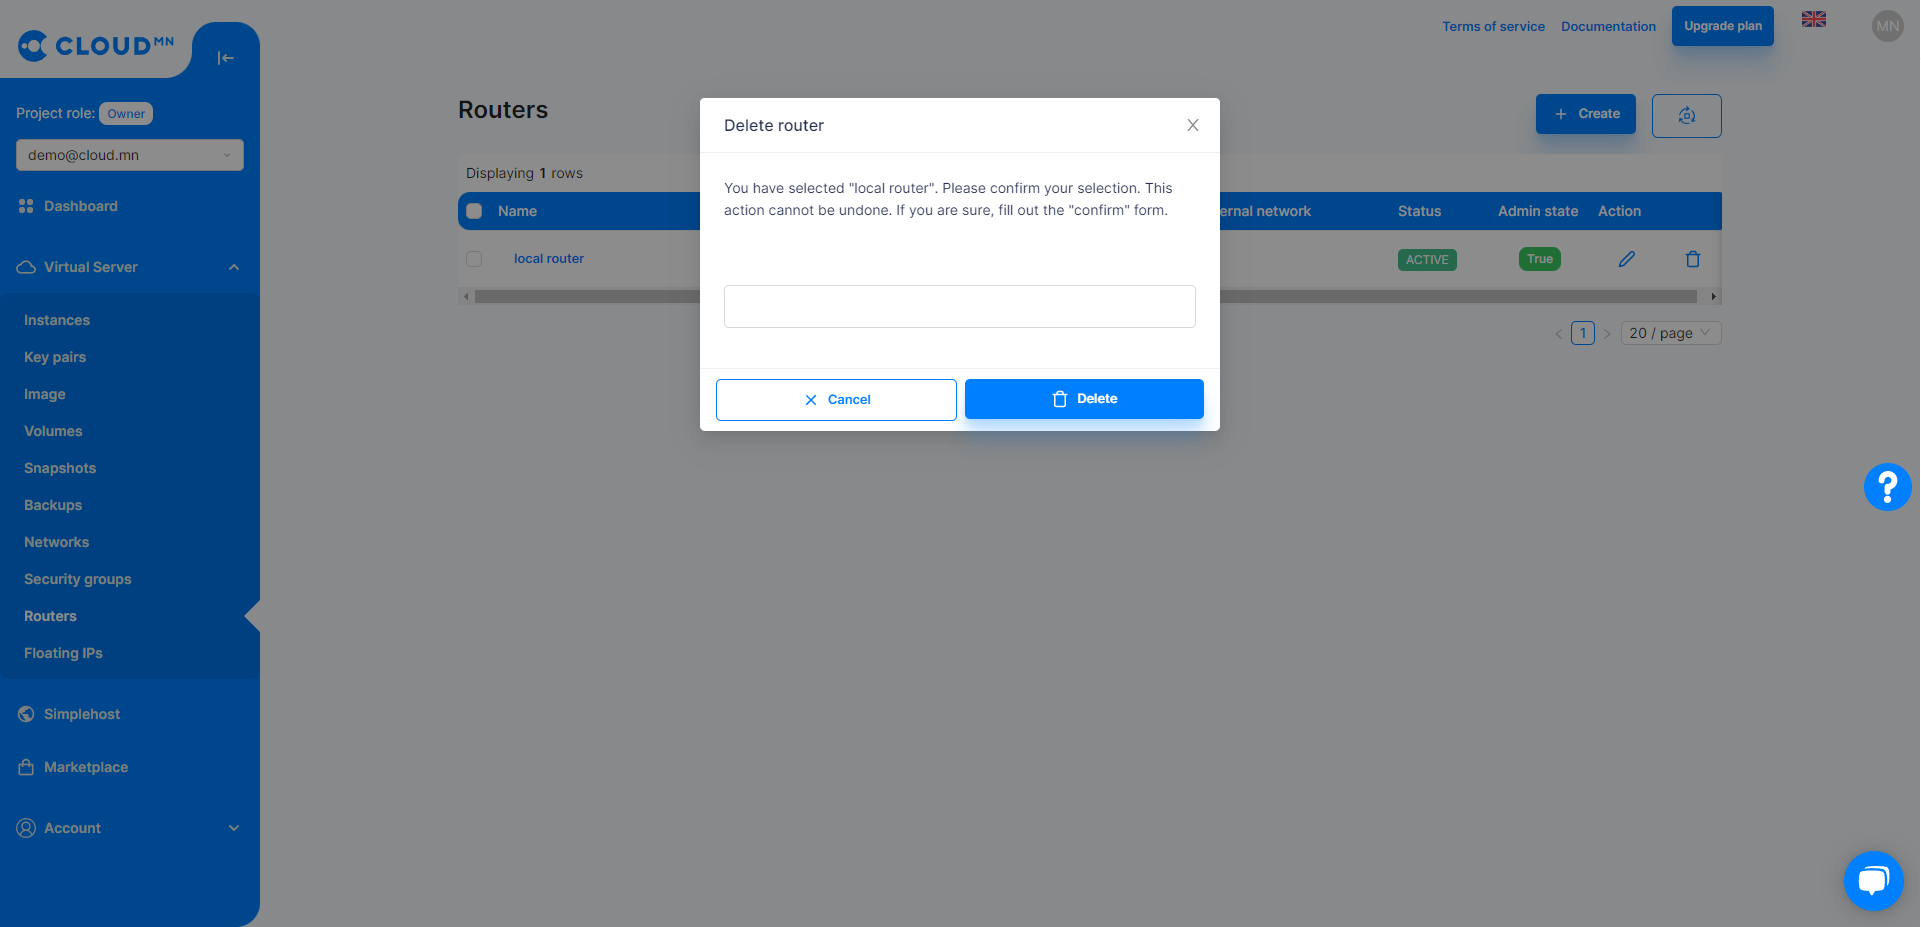 CLOUD MN
Project role: Owner
demo@cloud.mn
Dashboard
Virtual Server
Instances
Key pairs
Image
Volumes
Snapshots
Backups
Networks
Security groups
Routers
Floating IPs
Simplehost
Marketplace
Account
Terms of service Documentation Upgrade plan MN
Routers
Create
Displaying 1 rows
Name ernal network Status Admin state Action
local router ACTIVE True
1 20 / page
Delete router
You have selected "local router". Please confirm your selection. This
action cannot be undone. If you are sure, fill out the "confirm" form.
Cancel Delete
?